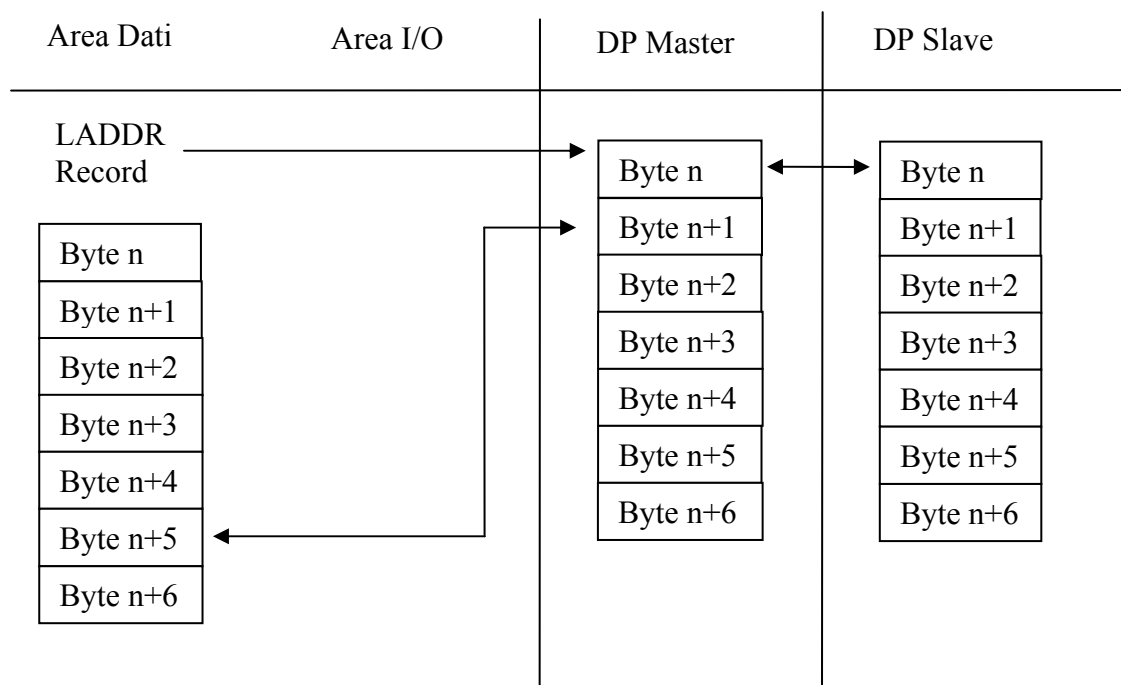 Area Dati
Area I/O
DP Master
DP Slave
LADDR
Record
Byte n
Byte n+1
Byte n+2
Byte n+3
Byte n+4
Byte n+5
Byte n+6
Byte n
Byte n+1
Byte n+2
Byte n+3
Byte n+4
Byte n+5
Byte n+6
Byte n
Byte n+1
Byte n+2
Byte n+3
Byte n+4
Byte n+5
Byte n+6